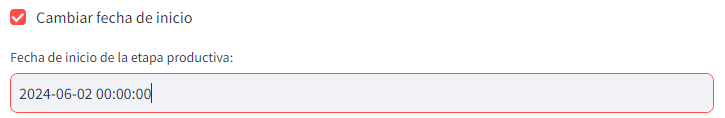 Cambiar fecha de inicio
Fecha de inicio de la etapa productiva:
2024-06-02 00:00:00